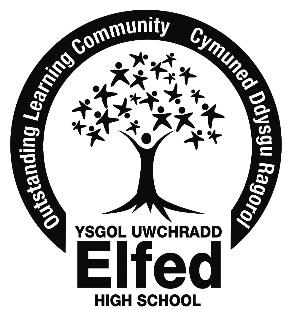 Outstanding Learning Community
Cymuned Ddysgu Ragorol
YSGOL UWCHRADD
Elfed
HIGH SCHOOL